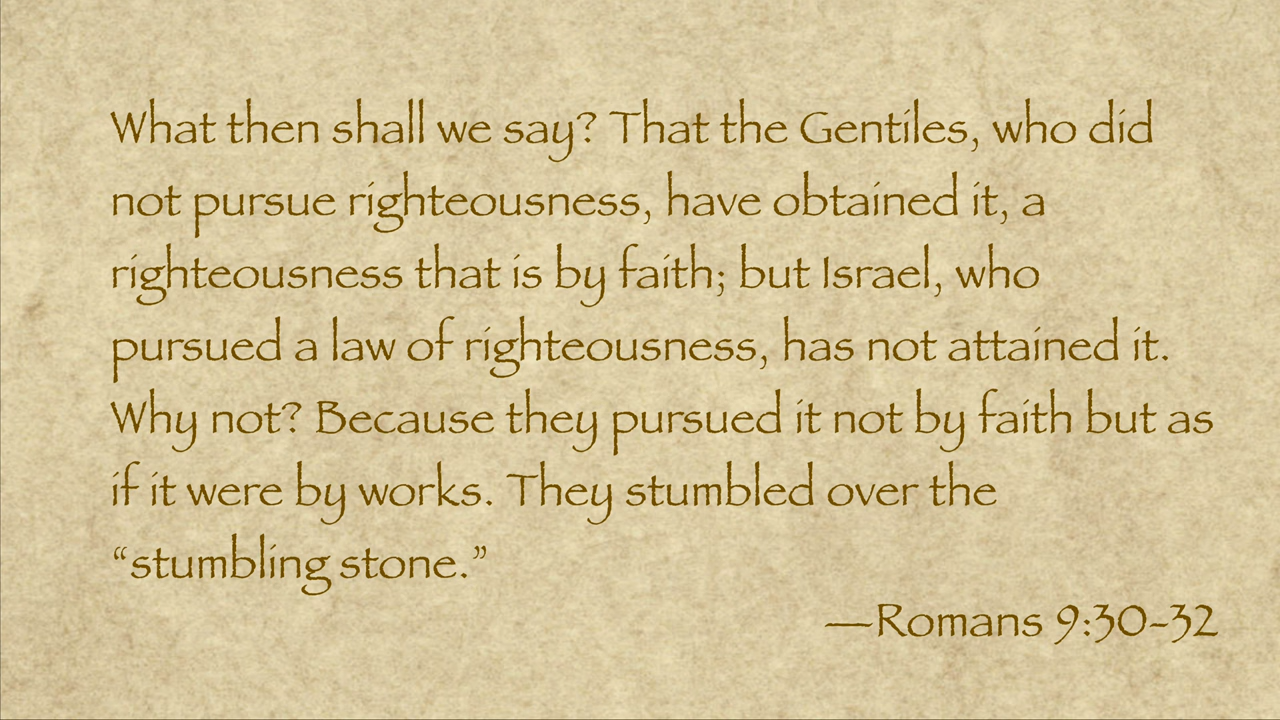 What then shall we say? That the Gentiles, who did
not pursue righteousness, have obtained it, a
righteousness that is by faith; but Israel, who
pursued a law of righteousness, has not attained it.
Why not? Because they pursued it not by faith but as
if it were by works. They stumbled over the
“stumbling stone.”
—Romans 9:30-32